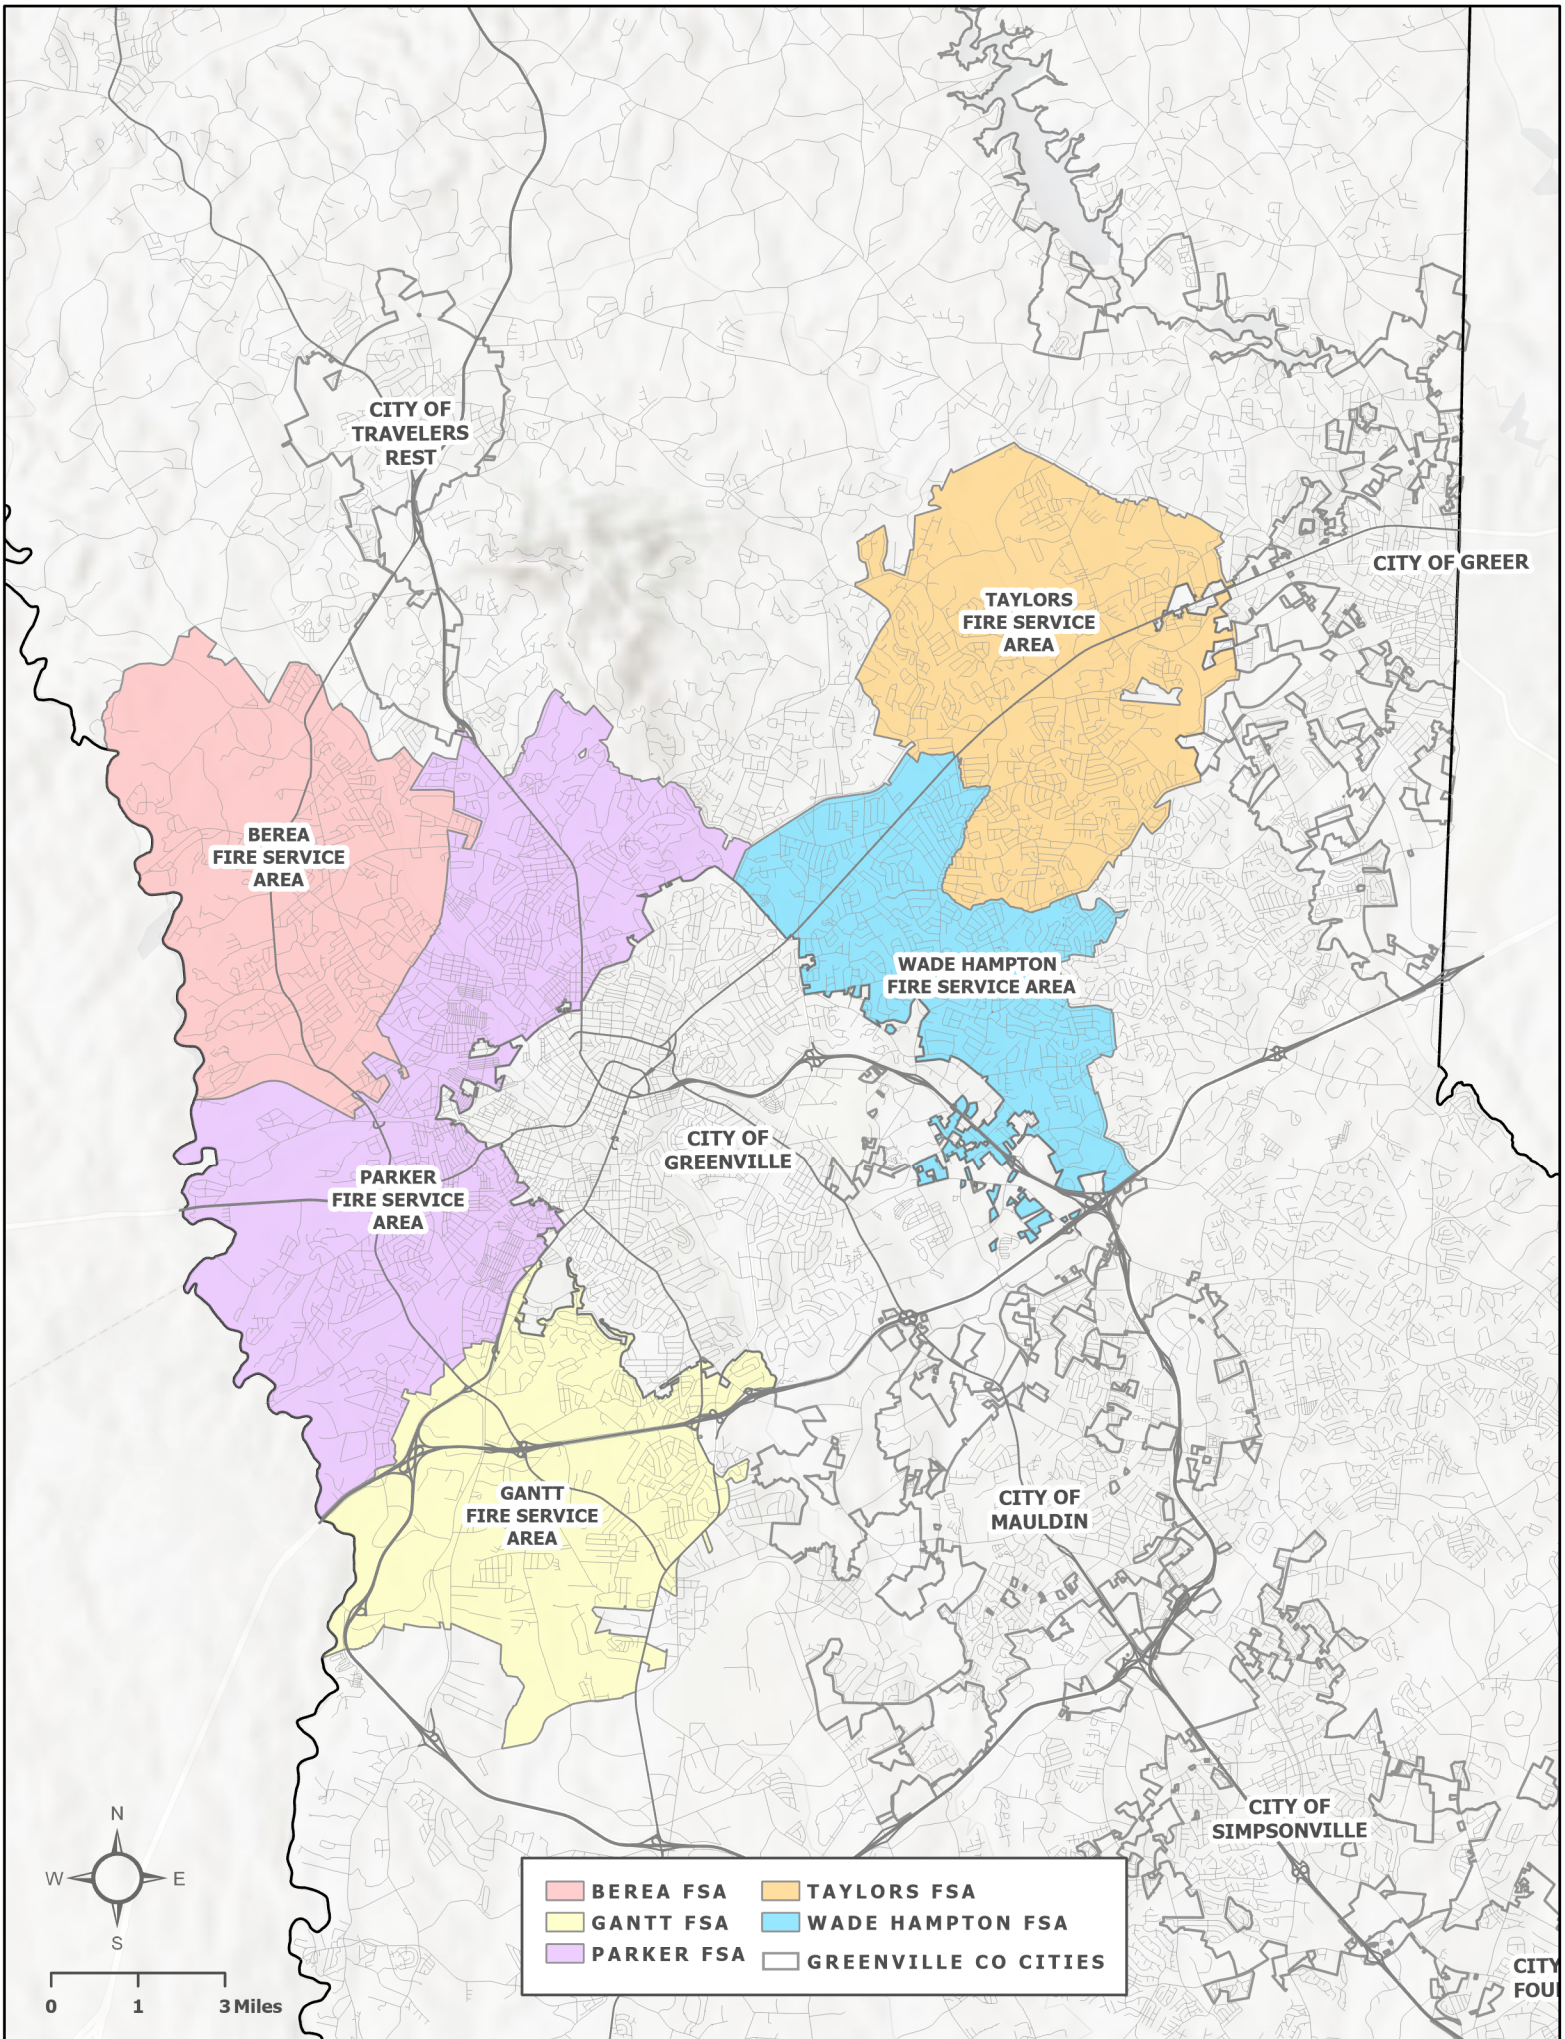 CITY OF
TRAVELERS
REST
CITY OF GREER
TAYLORS
FIRE SERVICE
AREA
BEREA
FIRE SERVICE
AREA
WADE HAMPTON
FIRE SERVICE AREA
CITY OF
GREENVILLE
PARKER
FIRE SERVICE
AREA
GANTT
FIRE SERVICE
AREA
CITY OF
MAULDIN
CITY OF
SIMPSONVILLE
N
W E
S
0 1 3 Miles
BEREA FSA
GANTT FSA
PARKER FSA
TAYLORS FSA
WADE HAMPTON FSA
GREENVILLE CO CITIES
CITY
FOU